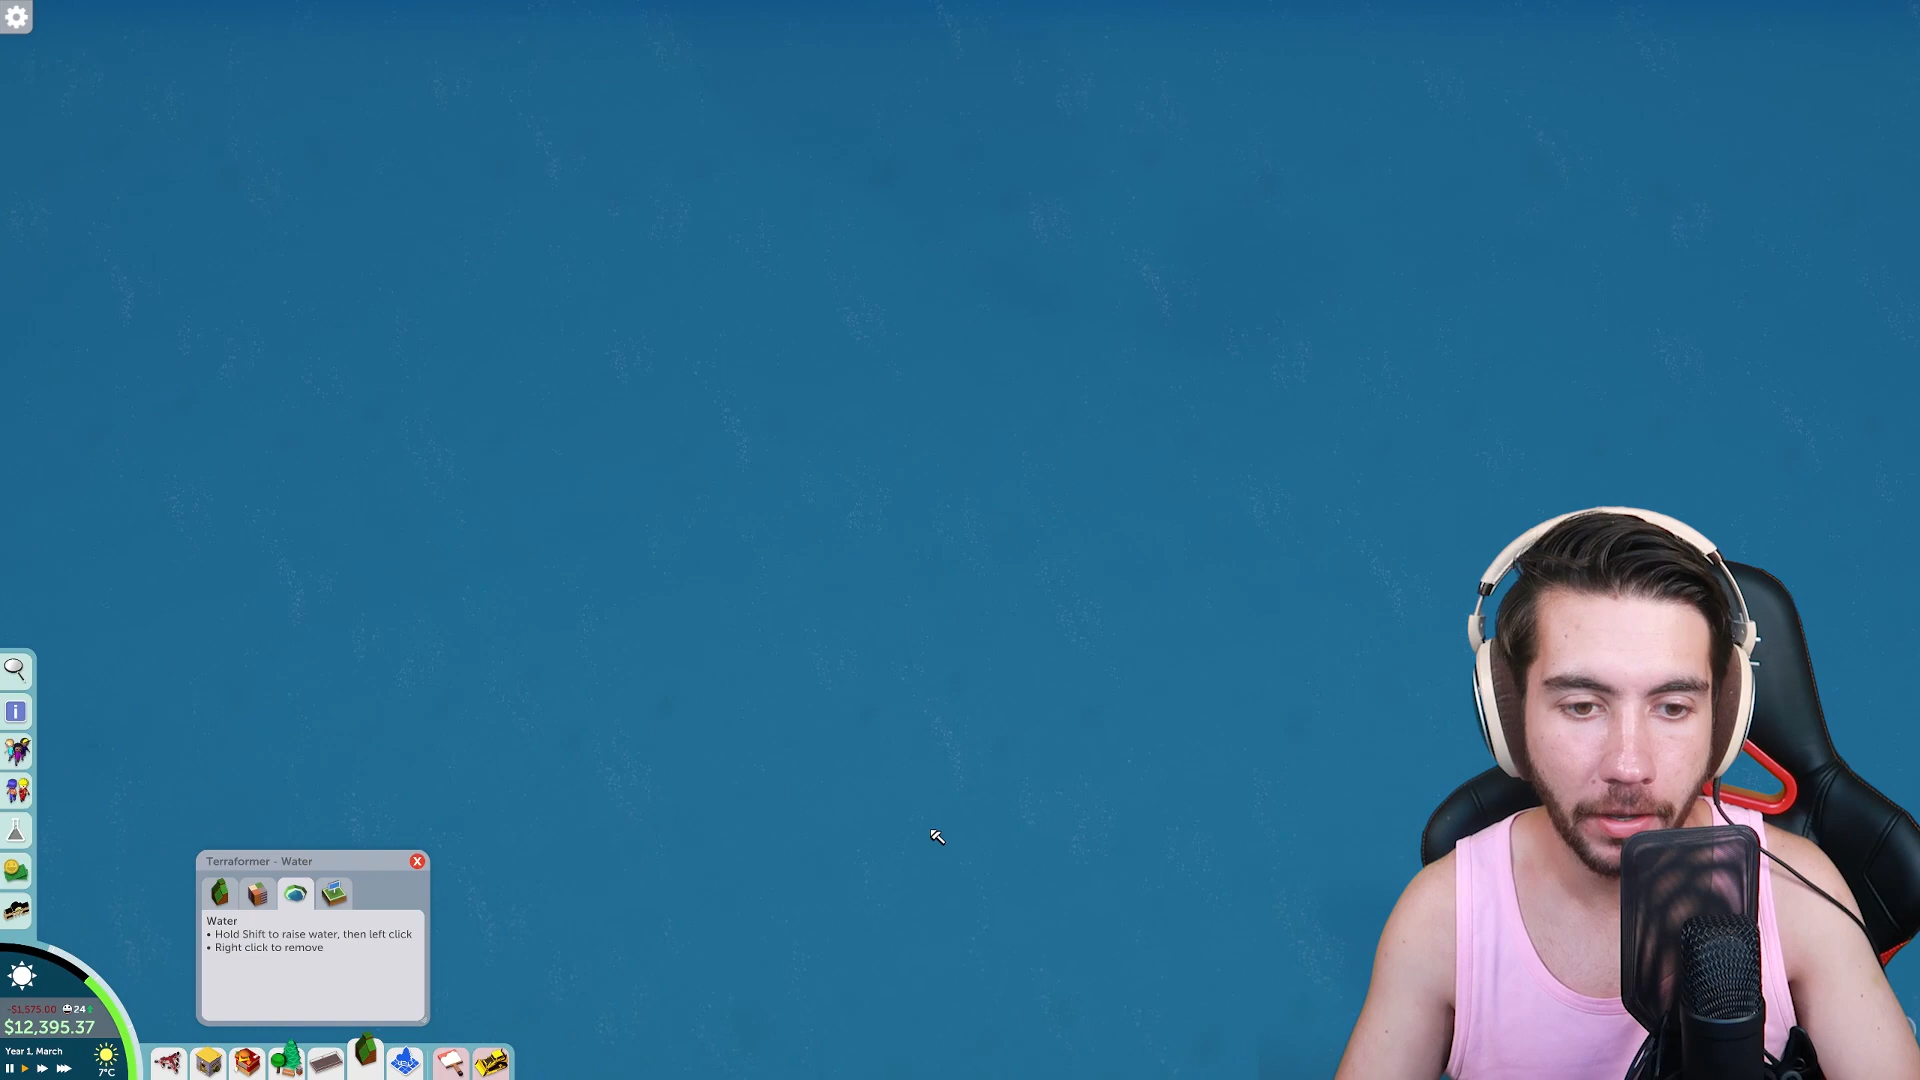 Terraformer - Water
X
Water
• Hold Shift to raise water, then left click
• Right click to remove
i
-$1,575.00 24
$12,395.37
Year 1, March
7°C